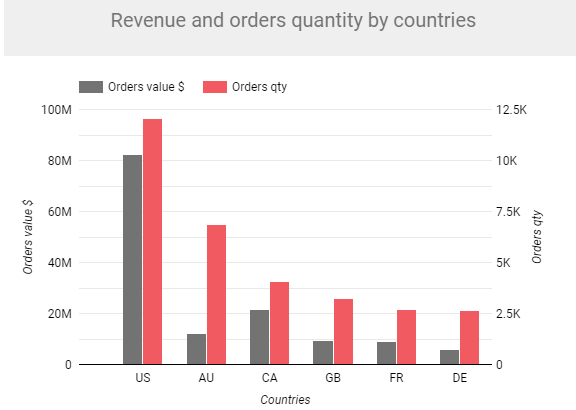 Revenue and orders quantity by countries
Orders value $ Orders qty
100M 12.5K
80M 10K
60M 7.5K
40M 5K
20M 2.5K
0 0
Orders value $
Orders qty
US AU CA GB FR DE
Countries